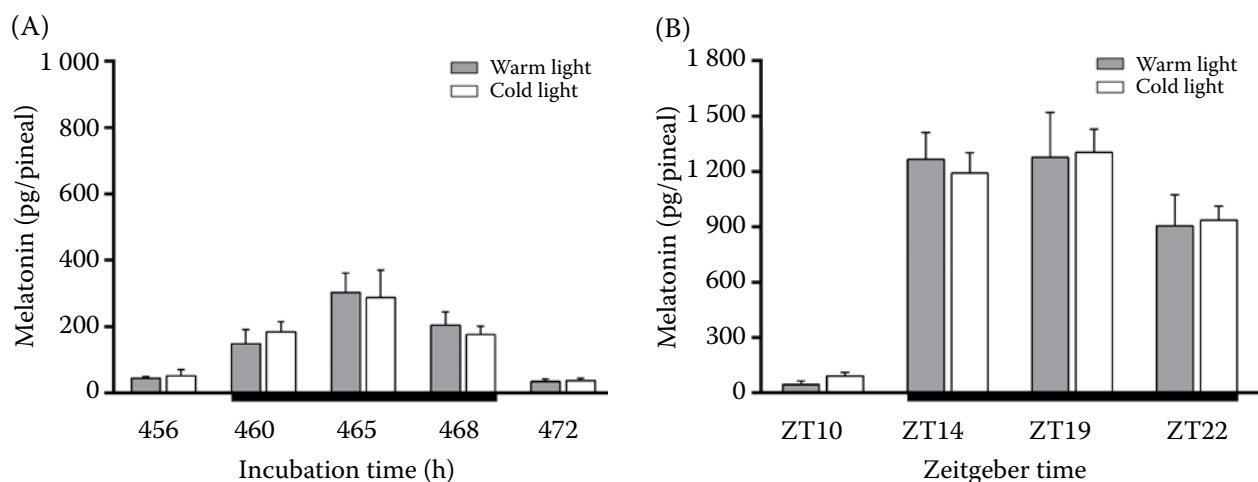 (A)
Melatonin (pg/pineal)
1 000
800
600
400
200
0
Warm light
Cold light
456 460 465 468 472
Incubation time (h)
(B)
Melatonin (pg/pineal)
1 800
1 500
1 200
900
600
300
0
Warm light
Cold light
ZT10 ZT14 ZT19 ZT22
Zeitgeber time